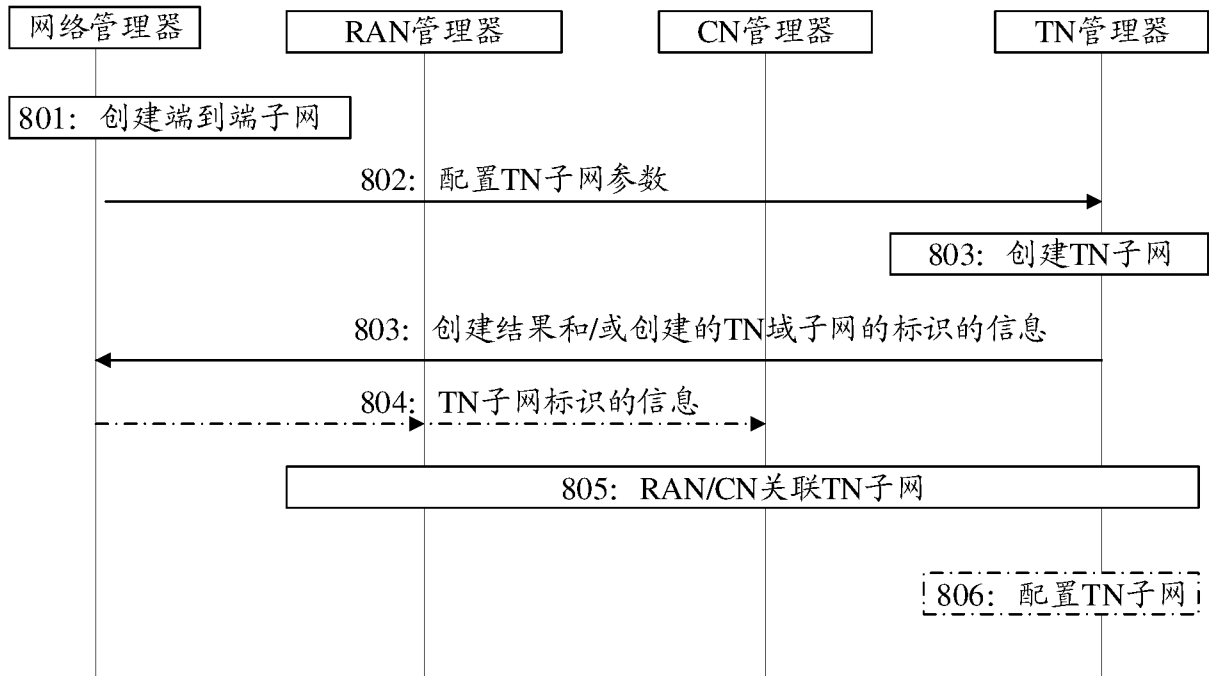 网络管理器
RAN管理器
CN管理器
TN管理器
801：创建端到端子网
802：配置TN子网参数
803：创建TN子网
803：创建结果和/或创建的TN域子网的标识的信息
804：TN子网标识的信息
805：RAN/CN关联TN子网
806：配置TN子网